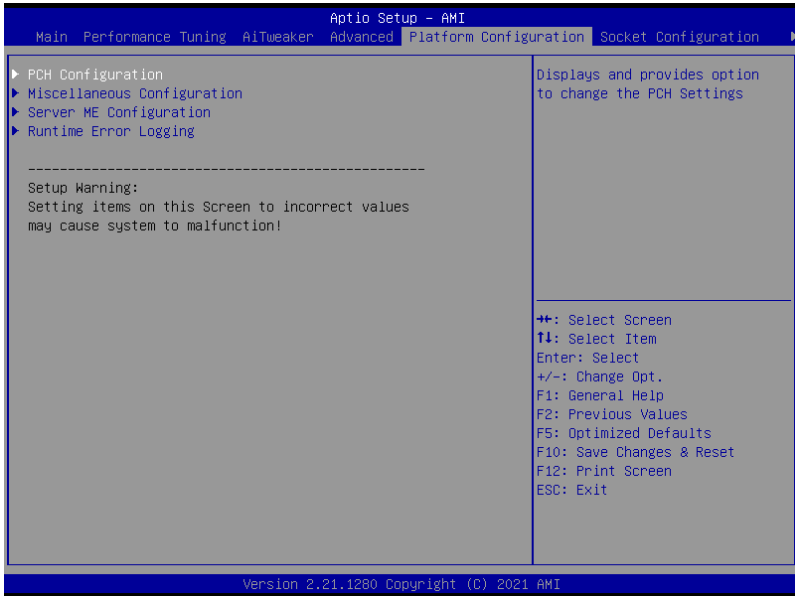 Aptio Setup – AMI
Main Performance Tuning AiTweaker Advanced Platform Configuration Socket Configuration
PCH Configuration
Miscellaneous Configuration
Server ME Configuration
Runtime Error Logging
--------------------------------------------------
Setup Warning:
Setting items on this Screen to incorrect values
may cause system to malfunction!
Displays and provides option
to change the PCH Settings
→←: Select Screen
↑↓: Select Item
Enter: Select
+/-: Change Opt.
F1: General Help
F2: Previous Values
F5: Optimized Defaults
F10: Save Changes & Reset
F12: Print Screen
ESC: Exit
Version 2.21.1280 Copyright (C) 2021 AMI